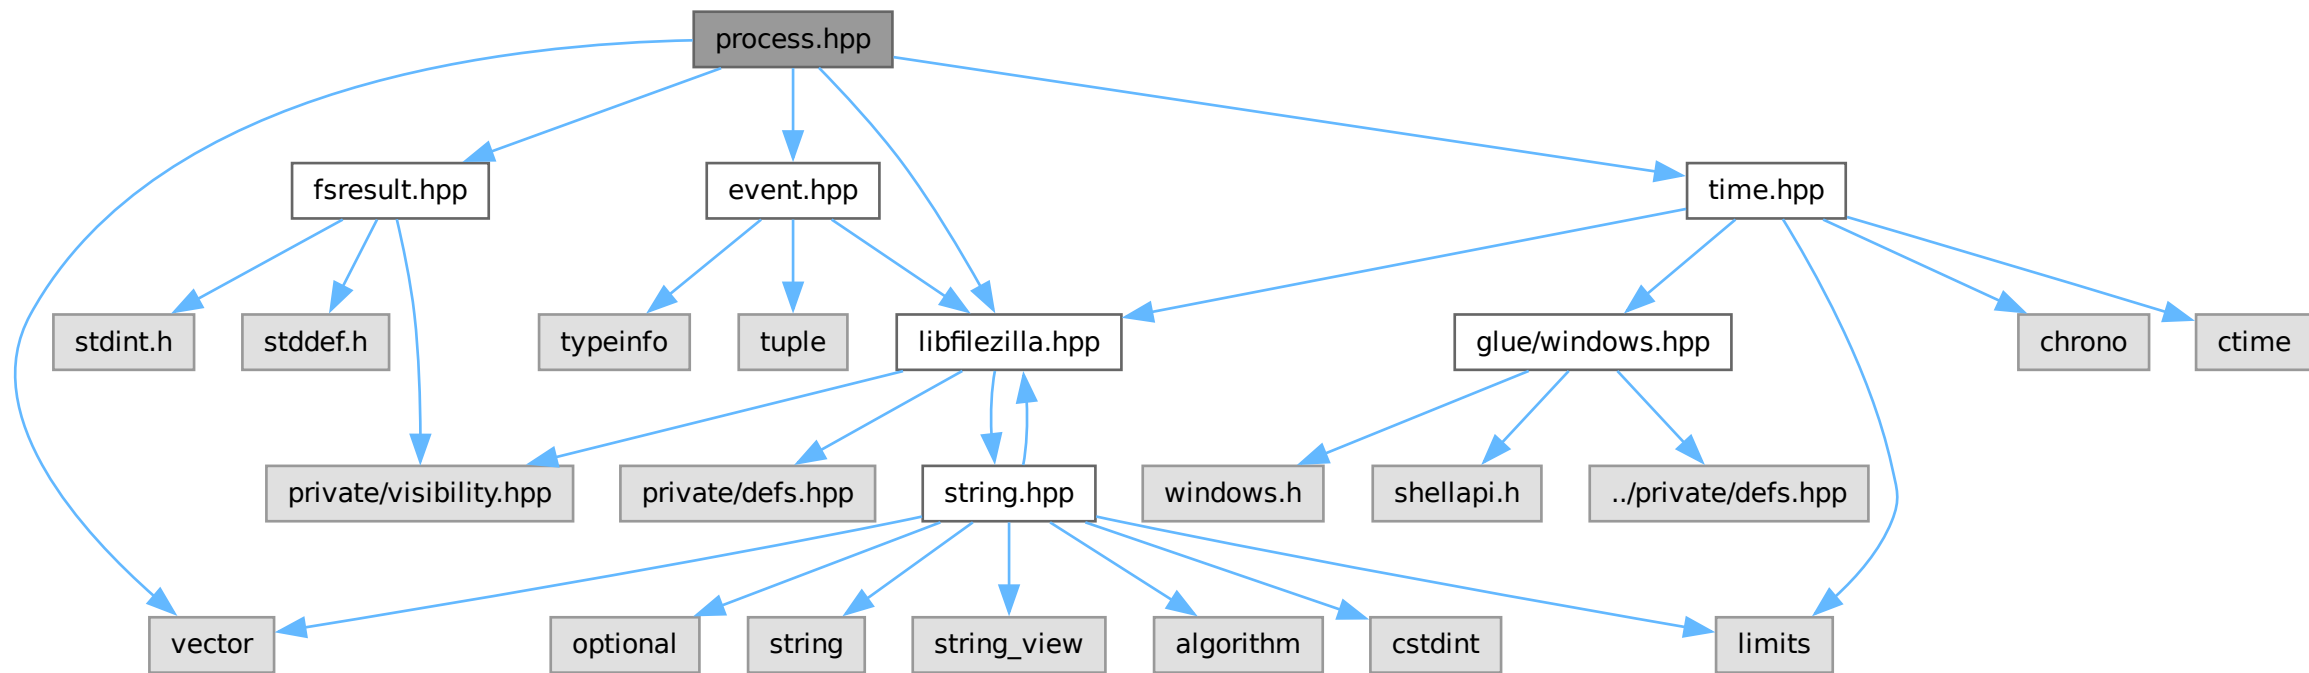 process.hpp
fsresult.hpp
event.hpp
time.hpp
stdint.h
stddef.h
typeinfo
tuple
libfilezilla.hpp
glue/windows.hpp
chrono
ctime
private/visibility.hpp
private/defs.hpp
string.hpp
windows.h
shellapi.h
../private/defs.hpp
vector
optional
string
string_view
algorithm
cstdint
limits